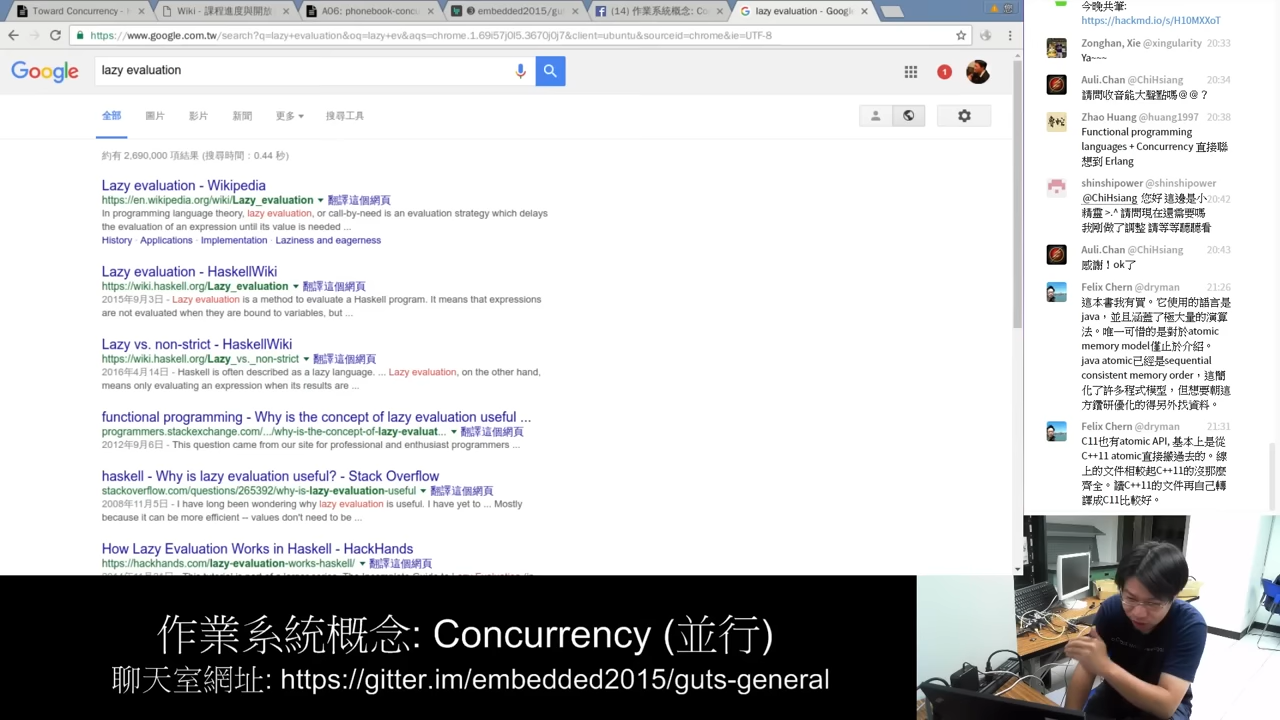 Toward Concurrency -
Wiki - 課程進度與開放
A06: phonebook-concur
embedded2015/gut
(14) 作業系統概念: Co
lazy evaluation - Googl
https://www.google.com.tw/search?q=lazy+evaluation&oq=lazy+ev&aqs=chrome.1.69i57j0l5.3670j0j7&client=ubuntu&sourceid=chrome&ie=UTF-8
Google
lazy evaluation
1
全部 圖片 影片 新聞 更多 搜尋工具
約有 2,690,000 項結果 (搜尋時間：0.44 秒)
Lazy evaluation - Wikipedia
https://en.wikipedia.org/wiki/Lazy_evaluation 翻譯這個網頁
In programming language theory, lazy evaluation, or call-by-need is an evaluation strategy which delays
the evaluation of an expression until its value is needed ...
History · Applications · Implementation · Laziness and eagerness
Lazy evaluation - HaskellWiki
https://wiki.haskell.org/Lazy_evaluation 翻譯這個網頁
2015年9月3日 - Lazy evaluation is a method to evaluate a Haskell program. It means that expressions
are not evaluated when they are bound to variables, but ...
Lazy vs. non-strict - HaskellWiki
https://wiki.haskell.org/Lazy_vs._non-strict 翻譯這個網頁
2016年4月14日 - Haskell is often described as a lazy language. ... Lazy evaluation, on the other hand,
means only evaluating an expression when its results are ...
functional programming - Why is the concept of lazy evaluation useful ...
programmers.stackexchange.com/.../why-is-the-concept-of-lazy-evaluat... 翻譯這個網頁
2012年9月6日 - This question came from our site for professional and enthusiast programmers ...
haskell - Why is lazy evaluation useful? - Stack Overflow
stackoverflow.com/questions/265392/why-is-lazy-evaluation-useful 翻譯這個網頁
2008年11月5日 - I have long been wondering why lazy evaluation is useful. I have yet to ... Mostly
because it can be more efficient -- values don't need to be ...
How Lazy Evaluation Works in Haskell - HackHands
https://hackhands.com/lazy-evaluation-works-haskell/ 翻譯這個網頁
今晚共筆:
https://hackmd.io/s/H10MXXoT
Zonghan, Xie @xingularity 20:33
Ya~~~
Auli.Chan @ChiHsiang 20:34
請問收音能大聲點嗎＠＠？
Zhao Huang @huang1997 20:38
Functional programming
languages + Concurrency 直接聯
想到 Erlang
shinshipower @shinshipower
@ChiHsiang 您好 這邊是小 20:42
精靈 >.^ 請問現在還需要嗎
我剛做了調整 請等等聽聽看
Auli.Chan @ChiHsiang 20:43
感謝！ok了
Felix Chern @dryman 21:26
這本書我有買。它使用的語言是
java，並且涵蓋了極大量的演算
法。唯一可惜的是對於atomic
memory model僅止於介紹。
java atomic已經是sequential
consistent memory order，這簡
化了許多程式模型，但想要朝這
方鑽研優化的得另外找資料。
Felix Chern @dryman 21:31
C11也有atomic API, 基本上是從
C++11 atomic直接搬過去的。線
上的文件相較起C++11的沒那麼
齊全。讀C++11的文件再自己轉
譯成C11比較好。
作業系統概念: Concurrency (並行)
聊天室網址: https://gitter.im/embedded2015/guts-general